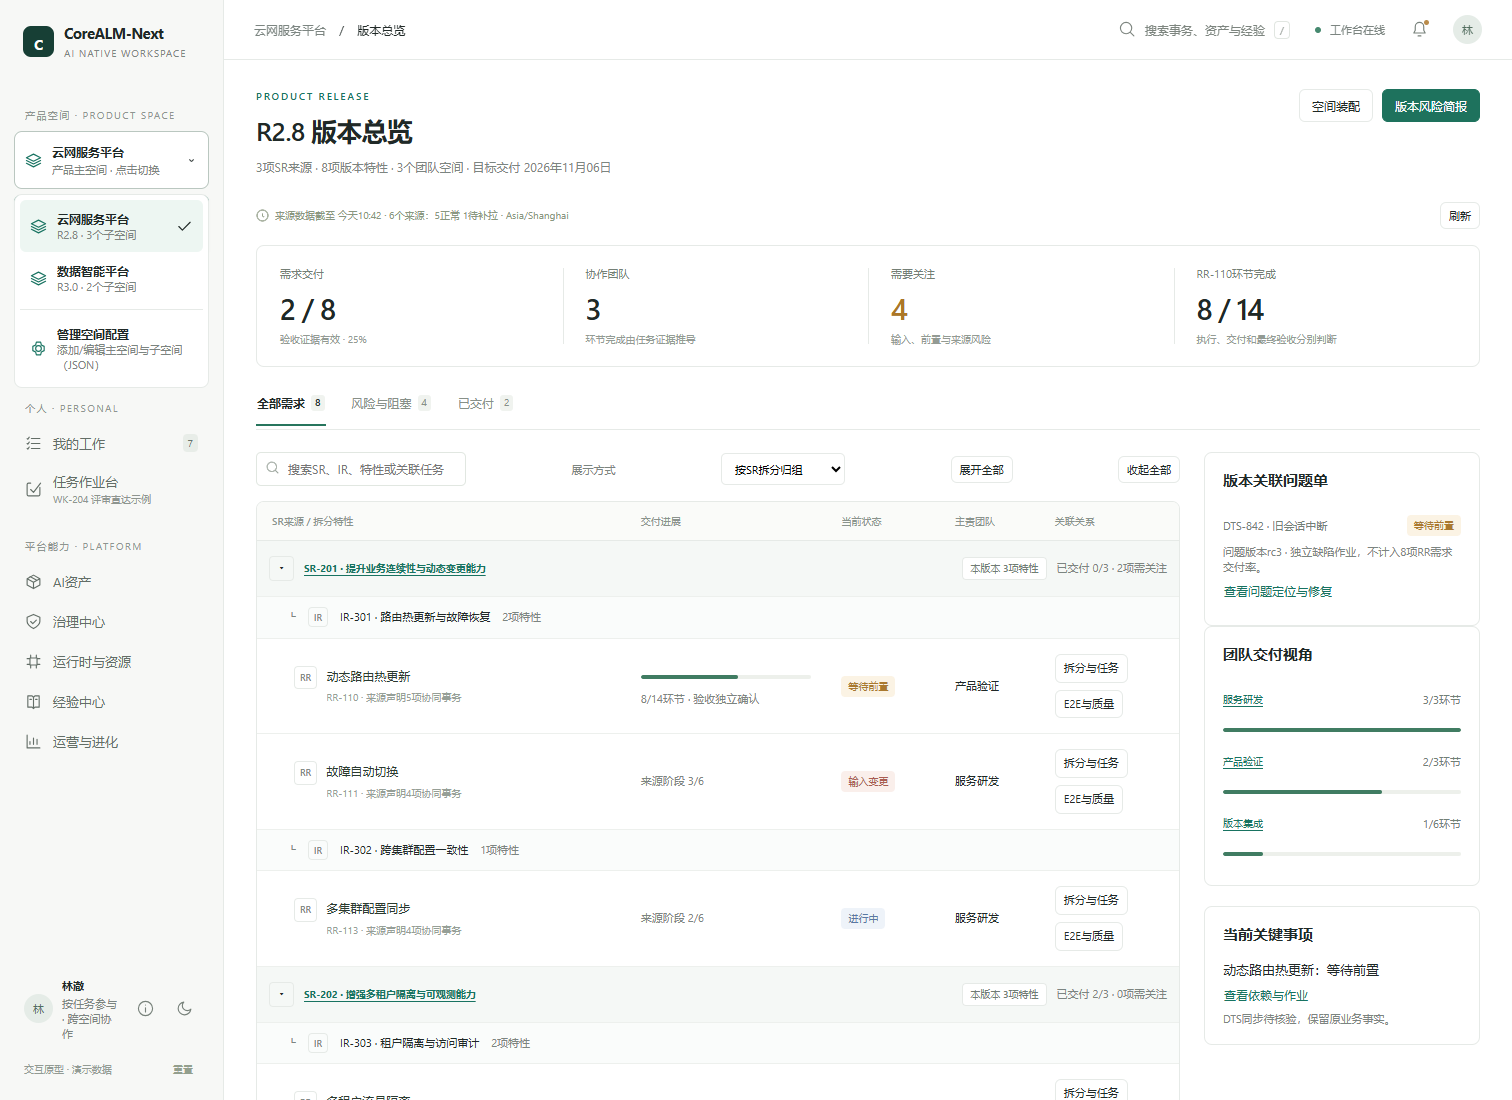 C
CoreALM-Next
AI NATIVE WORKSPACE
产品空间 · PRODUCT SPACE
云网服务平台
产品主空间 · 点击切换
云网服务平台
R2.8 · 3个子空间
数据智能平台
R3.0 · 2个子空间
管理空间配置
添加/编辑主空间与子空间
（JSON）
个人 · PERSONAL
我的工作 7
任务作业台
WK-204 评审直达示例
平台能力 · PLATFORM
AI资产
治理中心
运行时与资源
经验中心
运营与进化
林
林澈
按任务参与
· 跨空间协
作
交互原型 · 演示数据 重置
云网服务平台 / 版本总览
搜索事务、资产与经验 /
工作台在线
林
PRODUCT RELEASE
R2.8 版本总览
3项SR来源 · 8项版本特性 · 3个团队空间 · 目标交付 2026年11月06日
空间装配
版本风险简报
来源数据截至 今天10:42 · 6个来源：5正常 1待补拉 · Asia/Shanghai
刷新
需求交付
2 / 8
验收证据有效 · 25%
协作团队
3
环节完成由任务证据推导
需要关注
4
输入、前置与来源风险
RR-110环节完成
8 / 14
执行、交付和最终验收分别判断
全部需求 8
风险与阻塞 4
已交付 2
搜索SR、IR、特性或关联任务
展示方式
按SR拆分归组
展开全部
收起全部
SR来源 / 拆分特性 交付进展 当前状态 主责团队 关联关系
SR-201 · 提升业务连续性与动态变更能力 本版本 3项特性 已交付 0/3 · 2项需关注
IR IR-301 · 路由热更新与故障恢复 2项特性
RR 动态路由热更新
RR-110 · 来源声明5项协同事务
8/14环节 · 验收独立确认
等待前置
产品验证
拆分与任务
E2E与质量
RR 故障自动切换
RR-111 · 来源声明4项协同事务
来源阶段 3/6
输入变更
服务研发
拆分与任务
E2E与质量
IR IR-302 · 跨集群配置一致性 1项特性
RR 多集群配置同步
RR-113 · 来源声明4项协同事务
来源阶段 2/6
进行中
服务研发
拆分与任务
E2E与质量
SR-202 · 增强多租户隔离与可观测能力 本版本 3项特性 已交付 2/3 · 0项需关注
IR IR-303 · 租户隔离与访问审计 2项特性
拆分与任务
版本关联问题单
DTS-842 · 旧会话中断 等待前置
问题版本rc3 · 独立缺陷作业，不计入8项RR需求
交付率。
查看问题定位与修复
团队交付视角
服务研发 3/3环节
产品验证 2/3环节
版本集成 1/6环节
当前关键事项
动态路由热更新：等待前置
查看依赖与作业
DTS同步待核验，保留原业务事实。